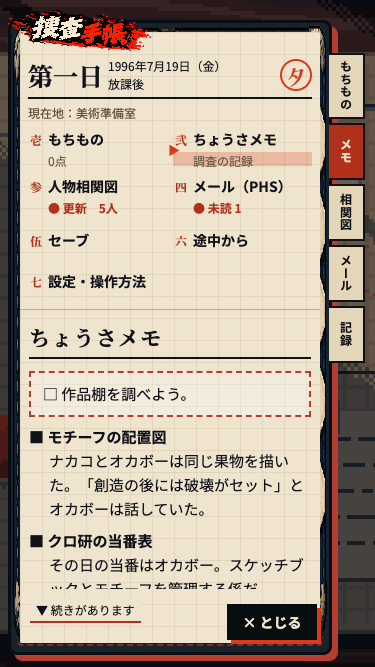 捜査手帳
第一日
1996年7月19日（金）
放課後
夕
現在地：美術準備室
壱 もちもの
0点
弐 ちょうさメモ
調査の記録
参 人物相関図
● 更新 5人
四 メール（PHS）
● 未読 1
伍 セーブ
六 途中から
七 設定・操作方法
ちょうさメモ
□ 作品棚を調べよう。
■ モチーフの配置図
ナカコとオカボーは同じ果物を描い
た。「創造の後には破壊がセット」と
オカボーは話していた。
■ クロ研の当番表
その日の当番はオカボー。スケッチブ
ックとモチーフを管理する係だ
▼続きがあります
× とじる
もちもの
メモ
相関図
メール
記録